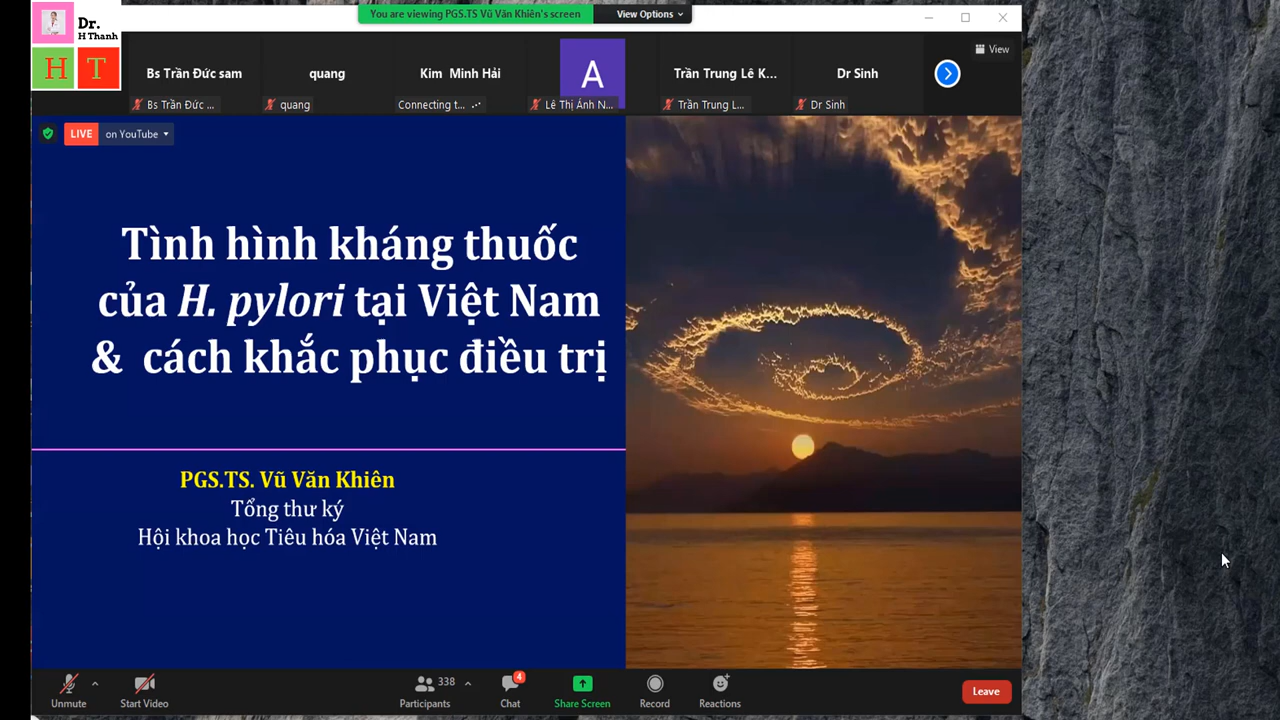 You are viewing PGS.TS Vũ Văn Khiên's screen
View Options
Dr.
H Thanh
H T
View
Bs Trần Đức sam
quang
Kim Minh Hải
A
Trần Trung Lê K...
Dr Sinh
Bs Trần Đức ...
quang
Connecting t...
Lê Thị Ánh N...
Trần Trung L...
Dr Sinh
LIVE on YouTube
Tình hình kháng thuốc
của H. pylori tại Việt Nam
& cách khắc phục điều trị
PGS.TS. Vũ Văn Khiên
Tổng thư ký
Hội khoa học Tiêu hóa Việt Nam
Unmute
Start Video
338
Participants
4
Chat
Share Screen
Record
Reactions
Leave